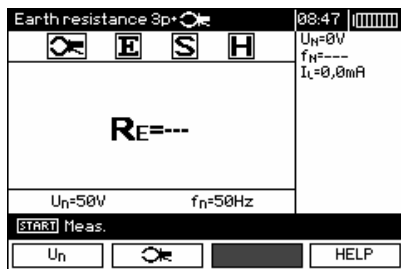 Earth resistance 3p+ 08:47
E S H
UN=0V
fN=---
IL=0,0mA
RE=---
Un=50V fn=50Hz
START Meas.
Un HELP